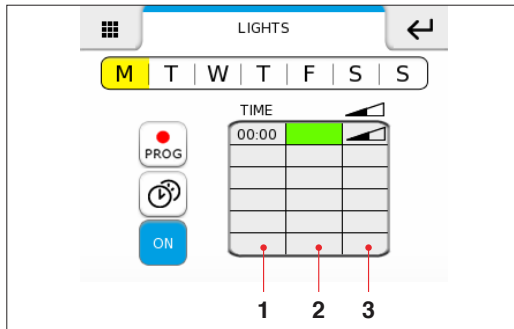 LIGHTS
M T W T F S S
TIME
00:00
PROG
ON
1 2 3